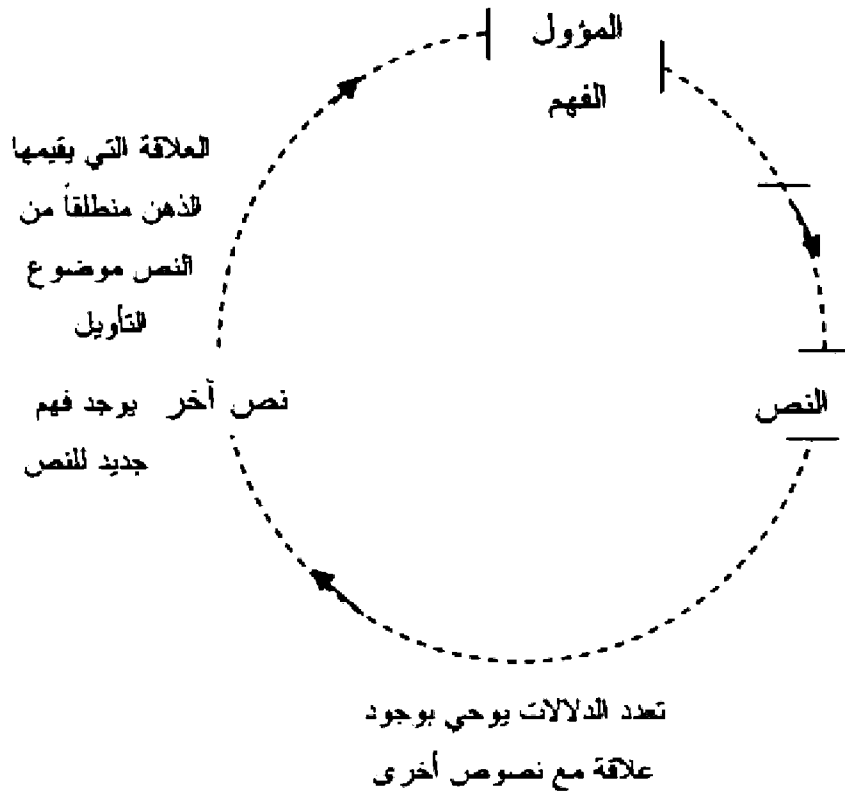 المؤول
الفهم
العلاقة التي يقيمها
الذهن منطلقاً من
النص موضوع
التأويل
النص
نص آخر
يوجد فهم
جديد للنص
تعدد الدلالات يوحي بوجود
علاقة مع نصوص أخرى